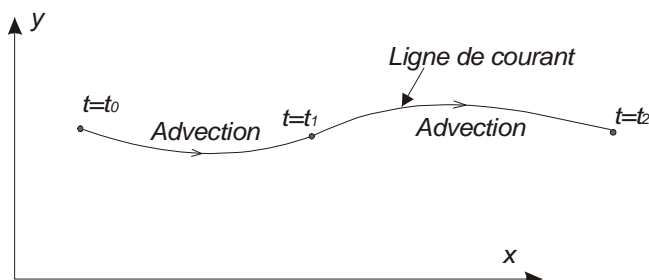 y
Ligne de courant
t=t0
Advection
t=t1
Advection
t=t2
x